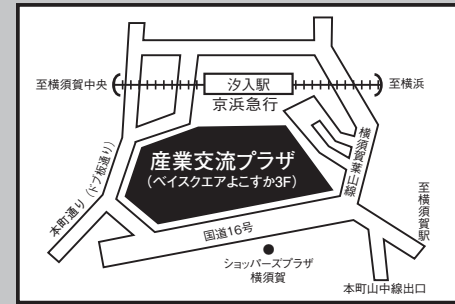 至横須賀中央
汐入駅
至横浜
京浜急行
横須賀葉山線
産業交流プラザ
(ベイスクエアよこすか3F)
本町通り(ドブ板通り)
国道16号
至横須賀駅
ショッパーズプラザ
横須賀
本町山中線出口